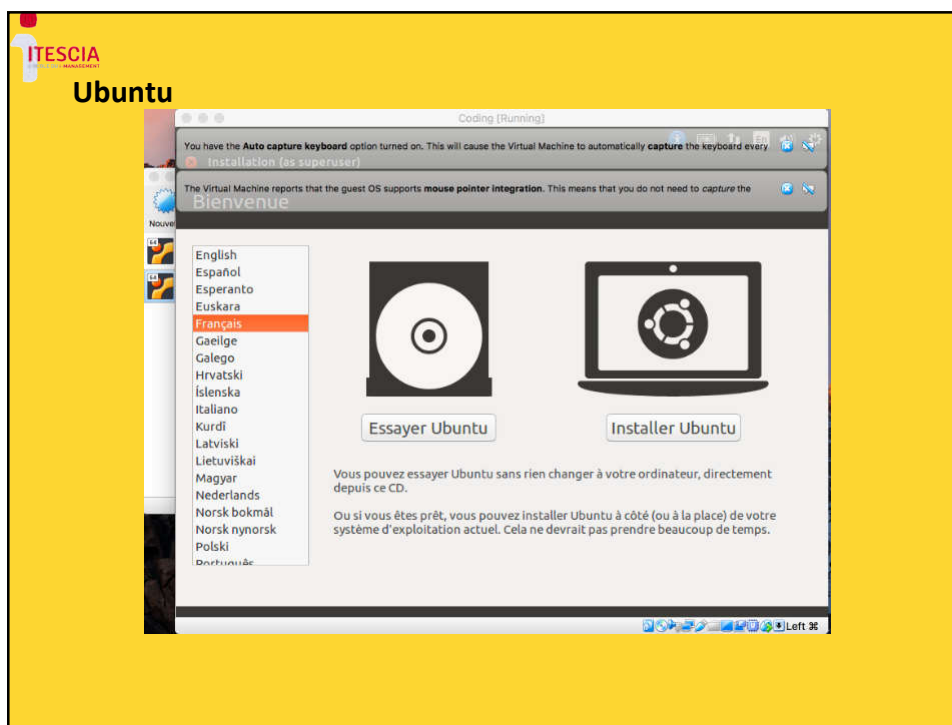 ITESCIA
Ubuntu
Coding [Running]
You have the Auto capture keyboard option turned on. This will cause the Virtual Machine to automatically capture the keyboard every
Installation (as superuser)
The Virtual Machine reports that the guest OS supports mouse pointer integration. This means that you do not need to capture the
Bienvenue
Nouve
64
64
English
Español
Esperanto
Euskara
Français
Gaeilge
Galego
Hrvatski
Íslenska
Italiano
Kurdî
Latviski
Lietuviškai
Magyar
Nederlands
Norsk bokmål
Norsk nynorsk
Polski
Português
Essayer Ubuntu
Installer Ubuntu
Vous pouvez essayer Ubuntu sans rien changer à votre ordinateur, directement
depuis ce CD.
Ou si vous êtes prêt, vous pouvez installer Ubuntu à côté (ou à la place) de votre
système d'exploitation actuel. Cela ne devrait pas prendre beaucoup de temps.
Left ⌘